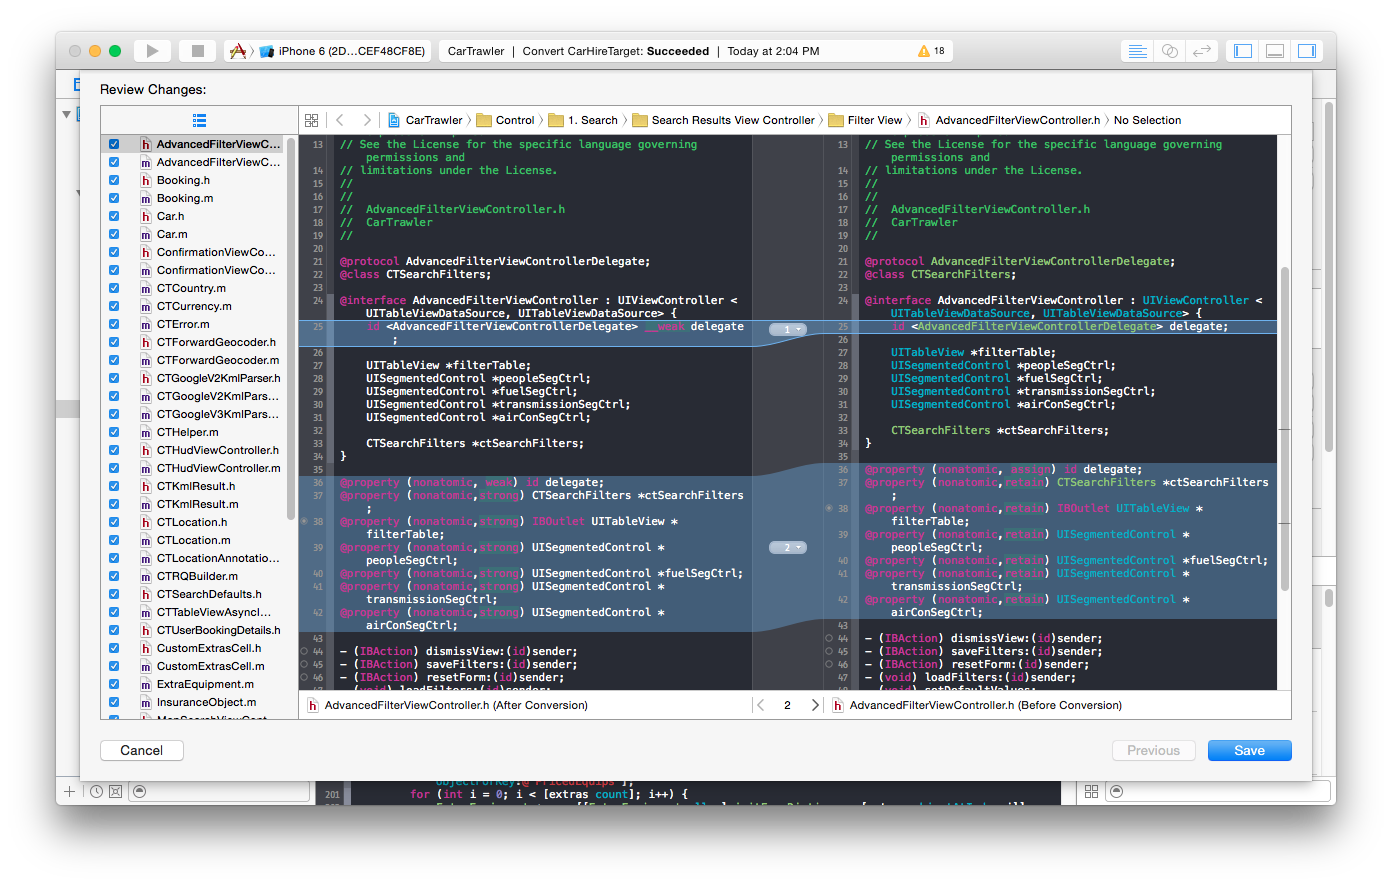 iPhone 6 (2D...CEF48CF8E)
CarTrawler | Convert CarHireTarget: Succeeded | Today at 2:04 PM
18
Review Changes:
CarTrawler
Control
1. Search
Search Results View Controller
Filter View
h AdvancedFilterViewController.h
No Selection
h AdvancedFilterViewC...
m AdvancedFilterViewC...
h Booking.h
m Booking.m
h Car.h
m Car.m
h ConfirmationViewCo...
m ConfirmationViewCo...
m CTCountry.m
m CTCurrency.m
m CTError.m
h CTForwardGeocoder.h
m CTForwardGeocoder.m
h CTGoogleV2KmlParser.h
m CTGoogleV2KmlPars...
m CTGoogleV3KmlPars...
m CTHelper.m
h CTHudViewController.h
m CTHudViewController.m
h CTKmlResult.h
m CTKmlResult.m
h CTLocation.h
m CTLocation.m
m CTLocationAnnotatio...
m CTRQBuilder.m
h CTSearchDefaults.h
m CTTableViewAsyncI...
h CTUserBookingDetails.h
h CustomExtrasCell.h
m CustomExtrasCell.m
m ExtraEquipment.m
m InsuranceObject.m
13 // See the License for the specific language governing
permissions and
14 // limitations under the License.
15 //
16 //
17 //  AdvancedFilterViewController.h
18 //  CarTrawler
19 //
20
21 @protocol AdvancedFilterViewControllerDelegate;
22 @class CTSearchFilters;
23
24 @interface AdvancedFilterViewController : UIViewController <
UITableViewDataSource, UITableViewDataSource> {
25 id <AdvancedFilterViewControllerDelegate> __weak delegate
;
26
27 UITableView *filterTable;
28 UISegmentedControl *peopleSegCtrl;
29 UISegmentedControl *fuelSegCtrl;
30 UISegmentedControl *transmissionSegCtrl;
31 UISegmentedControl *airConSegCtrl;
32
33 CTSearchFilters *ctSearchFilters;
34 }
35
36 @property (nonatomic, weak) id delegate;
37 @property (nonatomic,strong) CTSearchFilters *ctSearchFilters
;
38 @property (nonatomic,strong) IBOutlet UITableView *
filterTable;
39 @property (nonatomic,strong) UISegmentedControl *
peopleSegCtrl;
40 @property (nonatomic,strong) UISegmentedControl *fuelSegCtrl;
41 @property (nonatomic,strong) UISegmentedControl *
transmissionSegCtrl;
42 @property (nonatomic,strong) UISegmentedControl *
airConSegCtrl;
43
44 - (IBAction) dismissView:(id)sender;
45 - (IBAction) saveFilters:(id)sender;
46 - (IBAction) resetForm:(id)sender;
47 - (void) loadFilters:(id)sender;
1
2
13 // See the License for the specific language governing
permissions and
14 // limitations under the License.
15 //
16 //
17 //  AdvancedFilterViewController.h
18 //  CarTrawler
19 //
20
21 @protocol AdvancedFilterViewControllerDelegate;
22 @class CTSearchFilters;
23
24 @interface AdvancedFilterViewController : UIViewController <
UITableViewDataSource, UITableViewDataSource> {
25 id <AdvancedFilterViewControllerDelegate> delegate;
26
27 UITableView *filterTable;
28 UISegmentedControl *peopleSegCtrl;
29 UISegmentedControl *fuelSegCtrl;
30 UISegmentedControl *transmissionSegCtrl;
31 UISegmentedControl *airConSegCtrl;
32
33 CTSearchFilters *ctSearchFilters;
34 }
35
36 @property (nonatomic, assign) id delegate;
37 @property (nonatomic,retain) CTSearchFilters *ctSearchFilters
;
38 @property (nonatomic,retain) IBOutlet UITableView *
filterTable;
39 @property (nonatomic,retain) UISegmentedControl *
peopleSegCtrl;
40 @property (nonatomic,retain) UISegmentedControl *fuelSegCtrl;
41 @property (nonatomic,retain) UISegmentedControl *
transmissionSegCtrl;
42 @property (nonatomic,retain) UISegmentedControl *
airConSegCtrl;
43
44 - (IBAction) dismissView:(id)sender;
45 - (IBAction) saveFilters:(id)sender;
46 - (IBAction) resetForm:(id)sender;
47 - (void) loadFilters:(id)sender;
48 - (void) setDefaultValues;
h AdvancedFilterViewController.h (After Conversion)
2
h AdvancedFilterViewController.h (Before Conversion)
Cancel
Previous
Save
201 for (int i = 0; i < [extras count]; i++) {